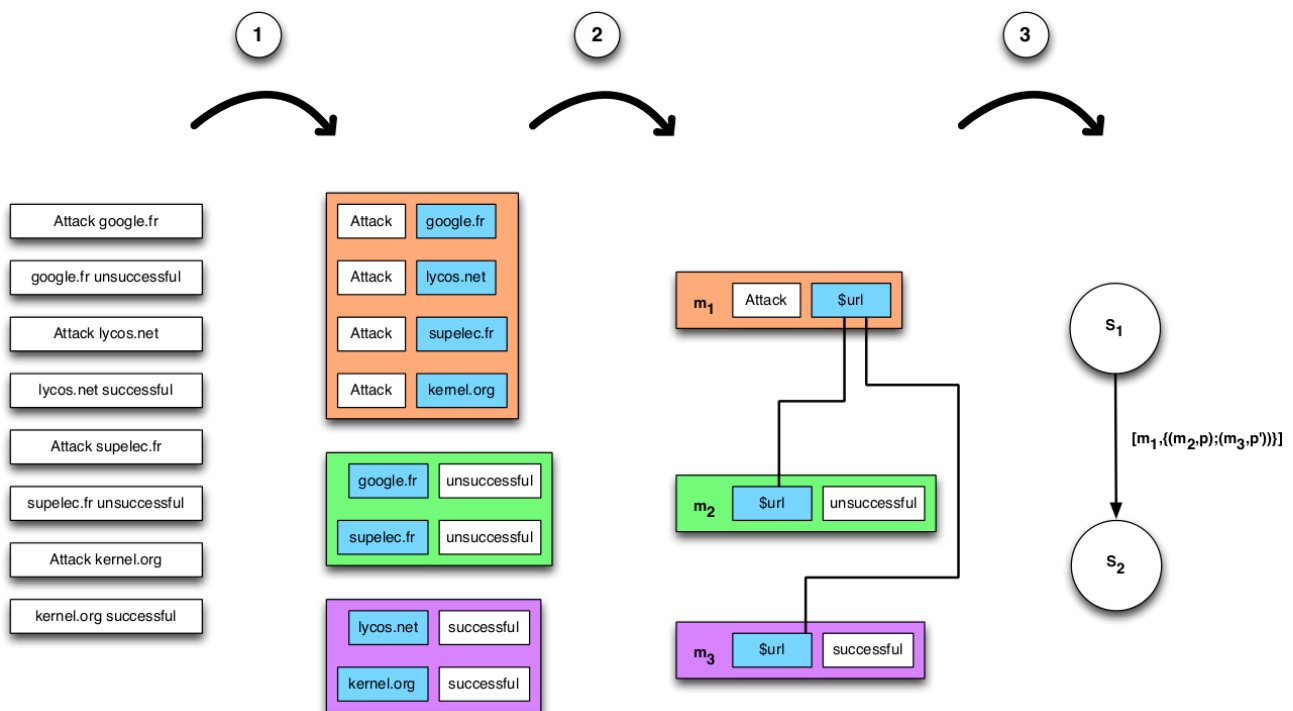 1
2
3
Attack google.fr
google.fr unsuccessful
Attack lycos.net
lycos.net successful
Attack supelec.fr
supelec.fr unsuccessful
Attack kernel.org
kernel.org successful
Attack google.fr
Attack lycos.net
Attack supelec.fr
Attack kernel.org
google.fr unsuccessful
supelec.fr unsuccessful
lycos.net successful
kernel.org successful
m1 Attack $url
m2 $url unsuccessful
m3 $url successful
S1
[m1,{(m2,p);(m3,p'))}]
S2